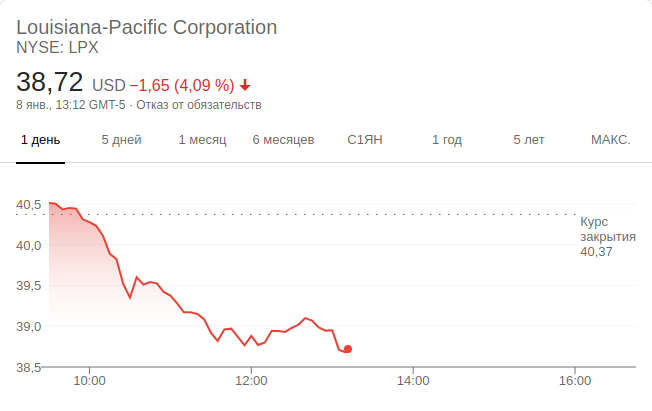 Louisiana-Pacific Corporation
NYSE: LPX
38,72 USD −1,65 (4,09 %)
8 янв., 13:12 GMT-5 · Отказ от обязательств
1 день 5 дней 1 месяц 6 месяцев С1ЯН 1 год 5 лет МАКС.
40,5
Курс
закрытия
40,37
40,0
39,5
39,0
38,5
10:00 12:00 14:00 16:00